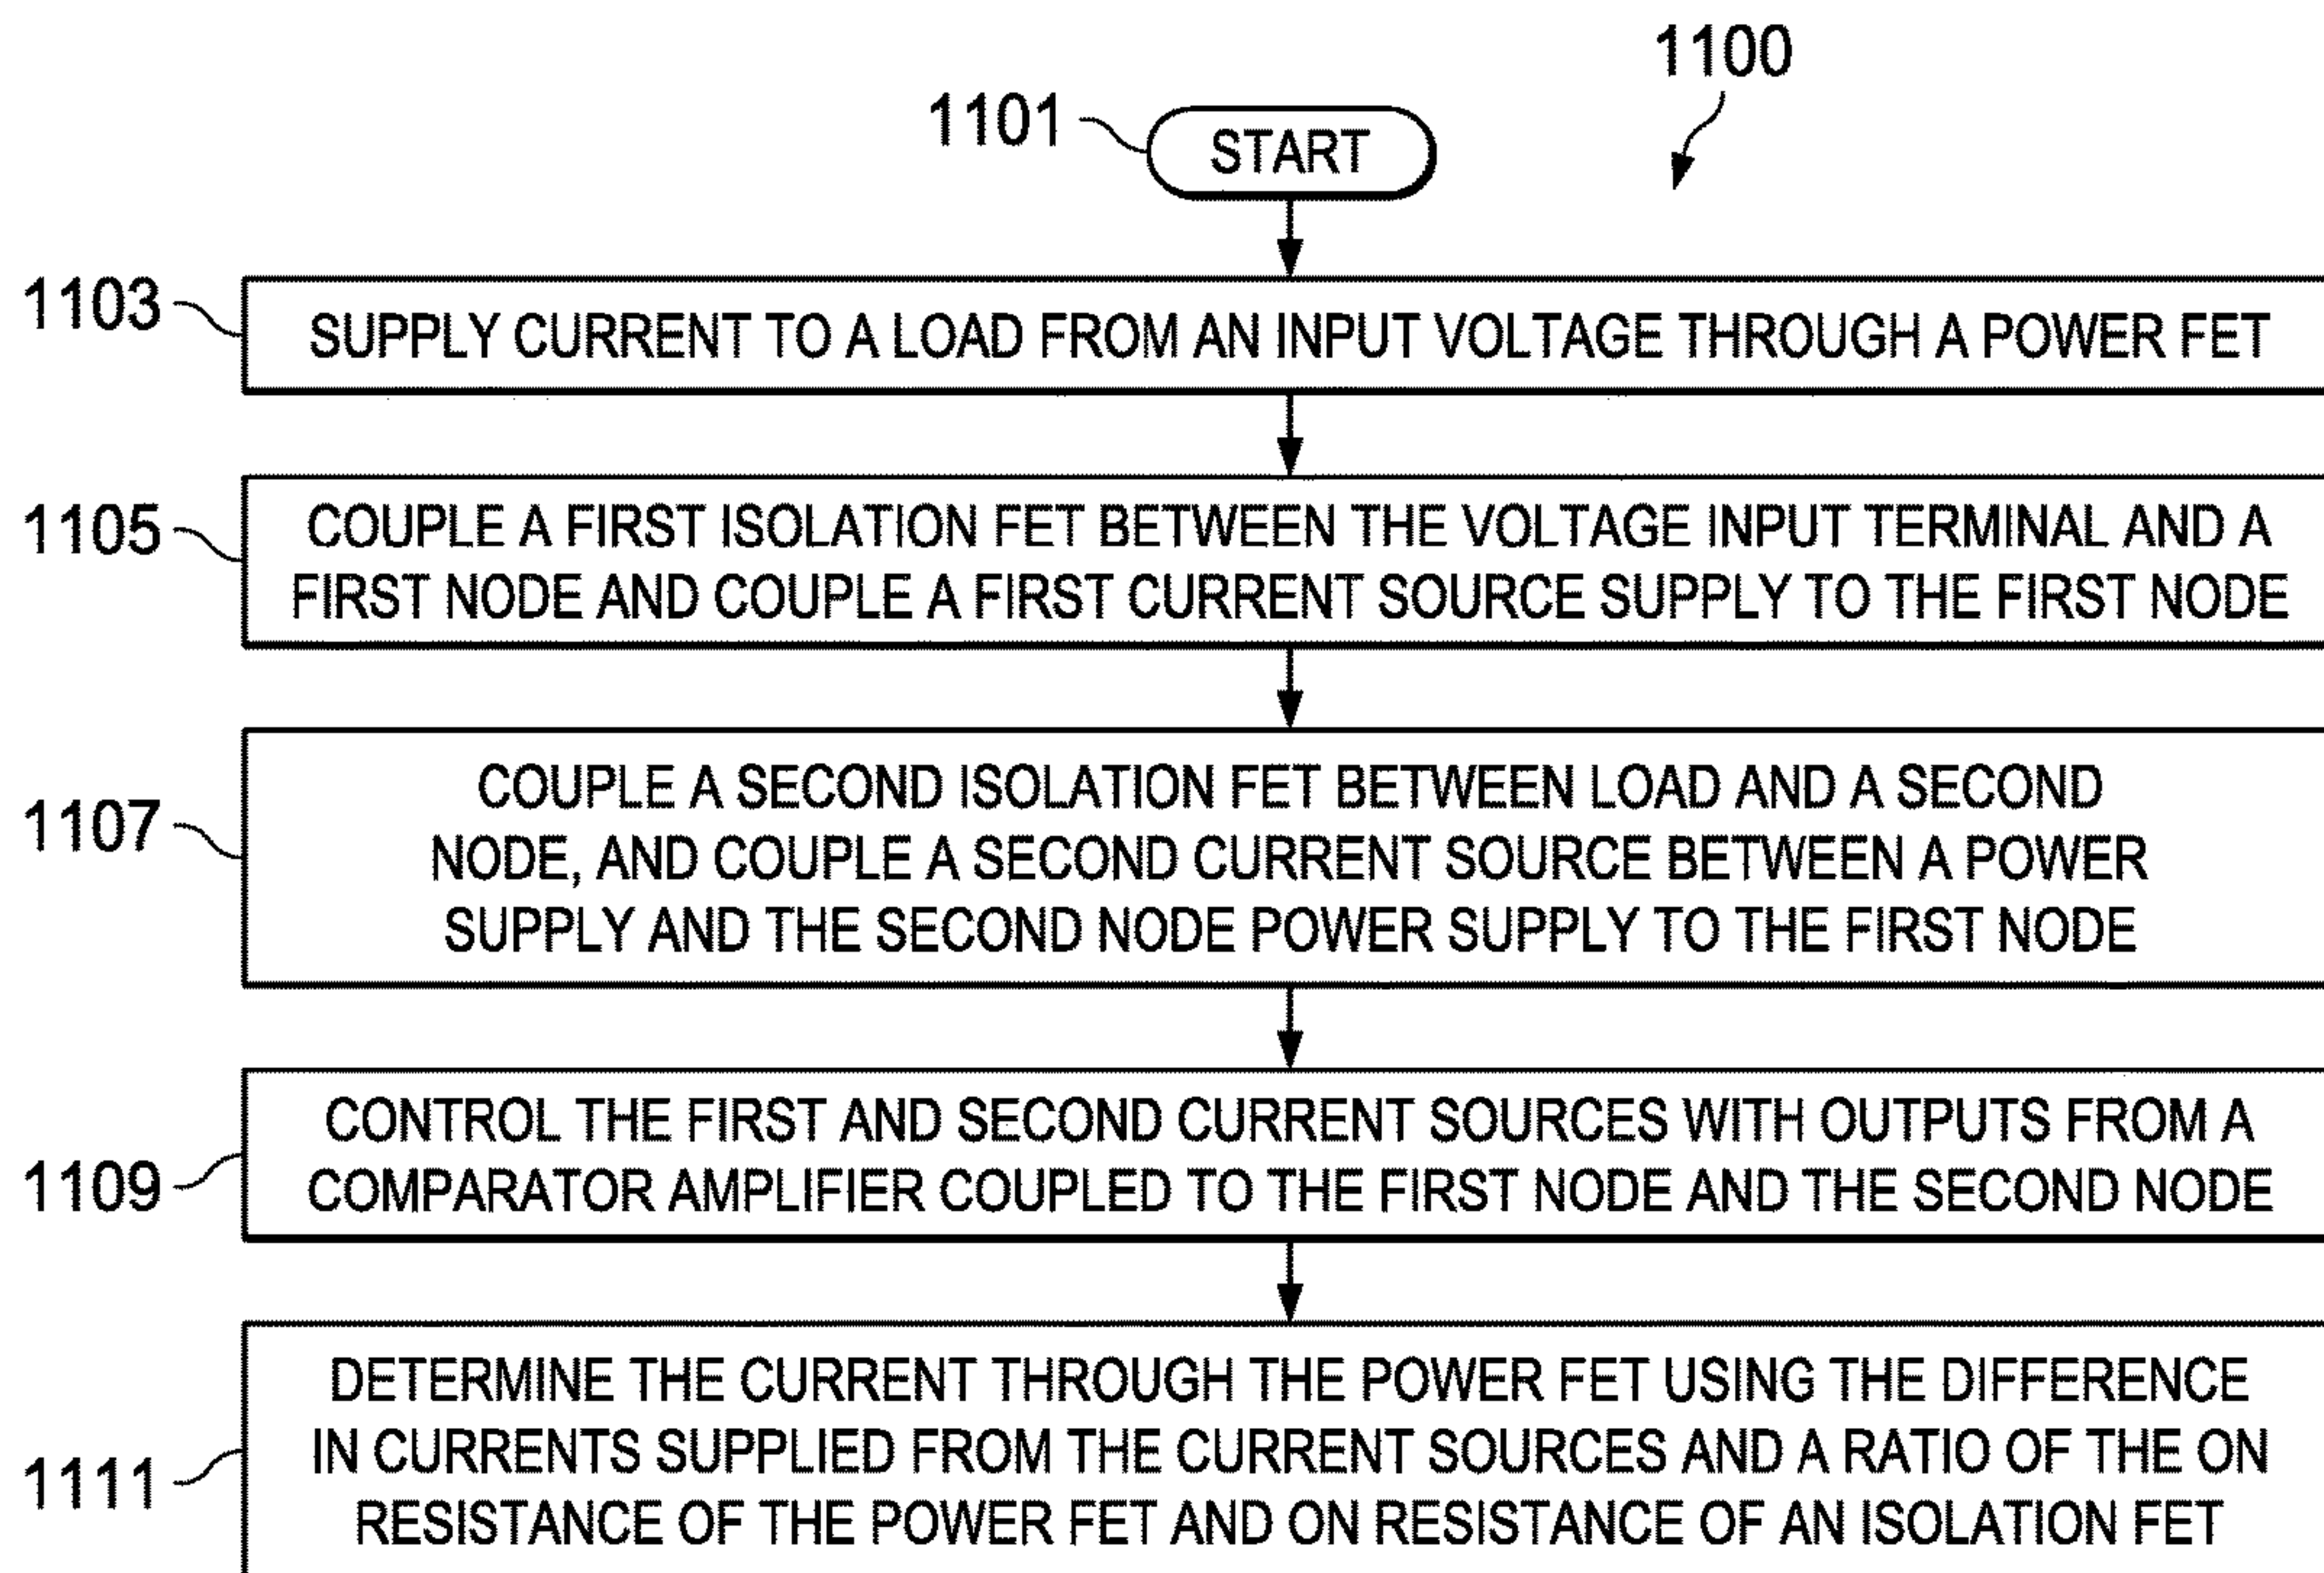 1100
1101
START
1103
SUPPLY CURRENT TO A LOAD FROM AN INPUT VOLTAGE THROUGH A POWER FET
1105
COUPLE A FIRST ISOLATION FET BETWEEN THE VOLTAGE INPUT TERMINAL AND A
FIRST NODE AND COUPLE A FIRST CURRENT SOURCE SUPPLY TO THE FIRST NODE
1107
COUPLE A SECOND ISOLATION FET BETWEEN LOAD AND A SECOND
NODE, AND COUPLE A SECOND CURRENT SOURCE BETWEEN A POWER
SUPPLY AND THE SECOND NODE POWER SUPPLY TO THE FIRST NODE
1109
CONTROL THE FIRST AND SECOND CURRENT SOURCES WITH OUTPUTS FROM A
COMPARATOR AMPLIFIER COUPLED TO THE FIRST NODE AND THE SECOND NODE
1111
DETERMINE THE CURRENT THROUGH THE POWER FET USING THE DIFFERENCE
IN CURRENTS SUPPLIED FROM THE CURRENT SOURCES AND A RATIO OF THE ON
RESISTANCE OF THE POWER FET AND ON RESISTANCE OF AN ISOLATION FET